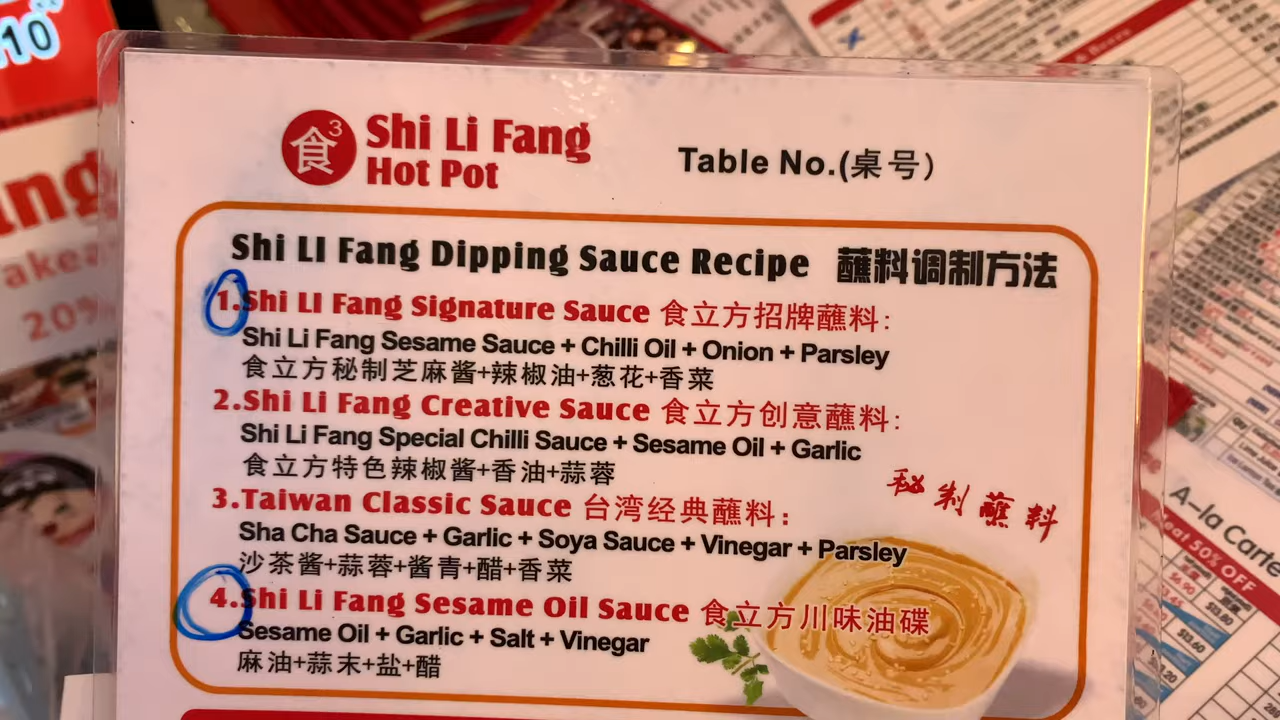 10
食3 Shi Li Fang
Hot Pot
Table No.(桌号)
Shi LI Fang Dipping Sauce Recipe 蘸料调制方法
1.Shi LI Fang Signature Sauce 食立方招牌蘸料:
Shi Li Fang Sesame Sauce + Chilli Oil + Onion + Parsley
食立方秘制芝麻酱+辣椒油+葱花+香菜
2.Shi Li Fang Creative Sauce 食立方创意蘸料:
Shi Li Fang Special Chilli Sauce + Sesame Oil + Garlic
食立方特色辣椒酱+香油+蒜蓉
秘制蘸料
3.Taiwan Classic Sauce 台湾经典蘸料:
Sha Cha Sauce + Garlic + Soya Sauce + Vinegar + Parsley
沙茶酱+蒜蓉+酱青+醋+香菜
4.Shi Li Fang Sesame Oil Sauce 食立方川味油碟
Sesame Oil + Garlic + Salt + Vinegar
麻油+蒜末+盐+醋
ang
20%
A-la Carte
Meat 50% OFF